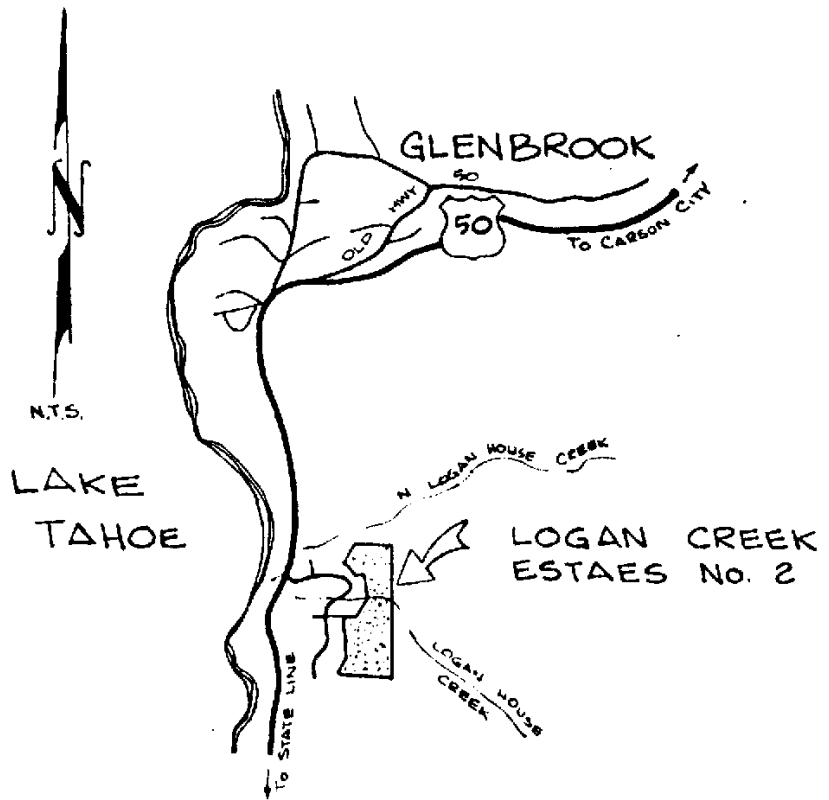 GLENBROOK
50
OLD HWY
50
TO CARSON CITY
N
N.T.S.
N LOGAN HOUSE CREEK
LAKE
TAHOE
LOGAN CREEK
ESTAES No. 2
LOGAN HOUSE
CREEK
TO STATE LINE